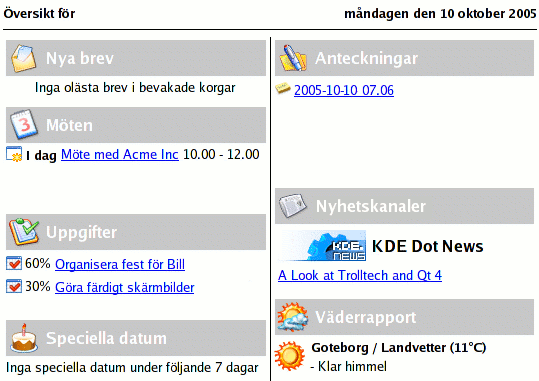 Översikt för
måndagen den 10 oktober 2005
Nya brev
Inga olästa brev i bevakade korgar
Möten
3
I dag Möte med Acme Inc 10.00 - 12.00
Uppgifter
60% Organisera fest för Bill
30% Göra färdigt skärmbilder
Speciella datum
Inga speciella datum under följande 7 dagar
Anteckningar
2005-10-10 07.06
Nyhetskanaler
KDE-NEWS
KDE Dot News
A Look at Trolltech and Qt 4
Väderrapport
Goteborg / Landvetter (11°C)
- Klar himmel